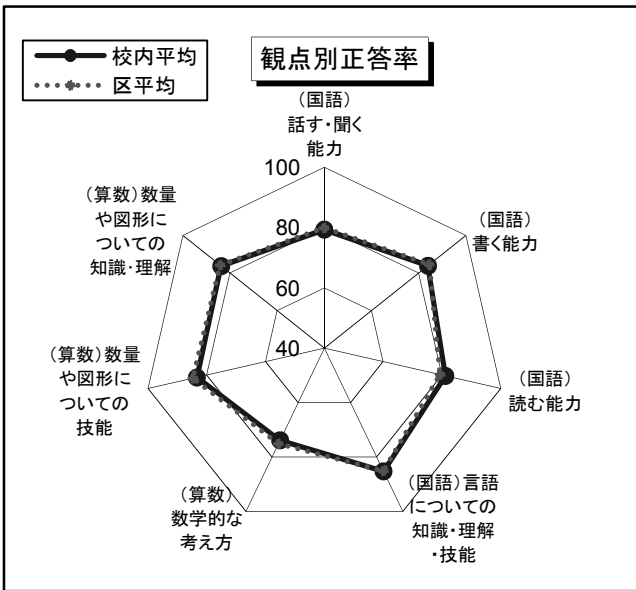 校内平均
区平均
観点別正答率
（国語）
話す・聞く
能力
100
80
60
40
（国語）
書く能力
（国語）
読む能力
（国語）言語
についての
知識・理解
・技能
（算数）
数学的な
考え方
（算数）数量
や図形に
ついての
技能
（算数）数量
や図形に
ついての
知識・理解